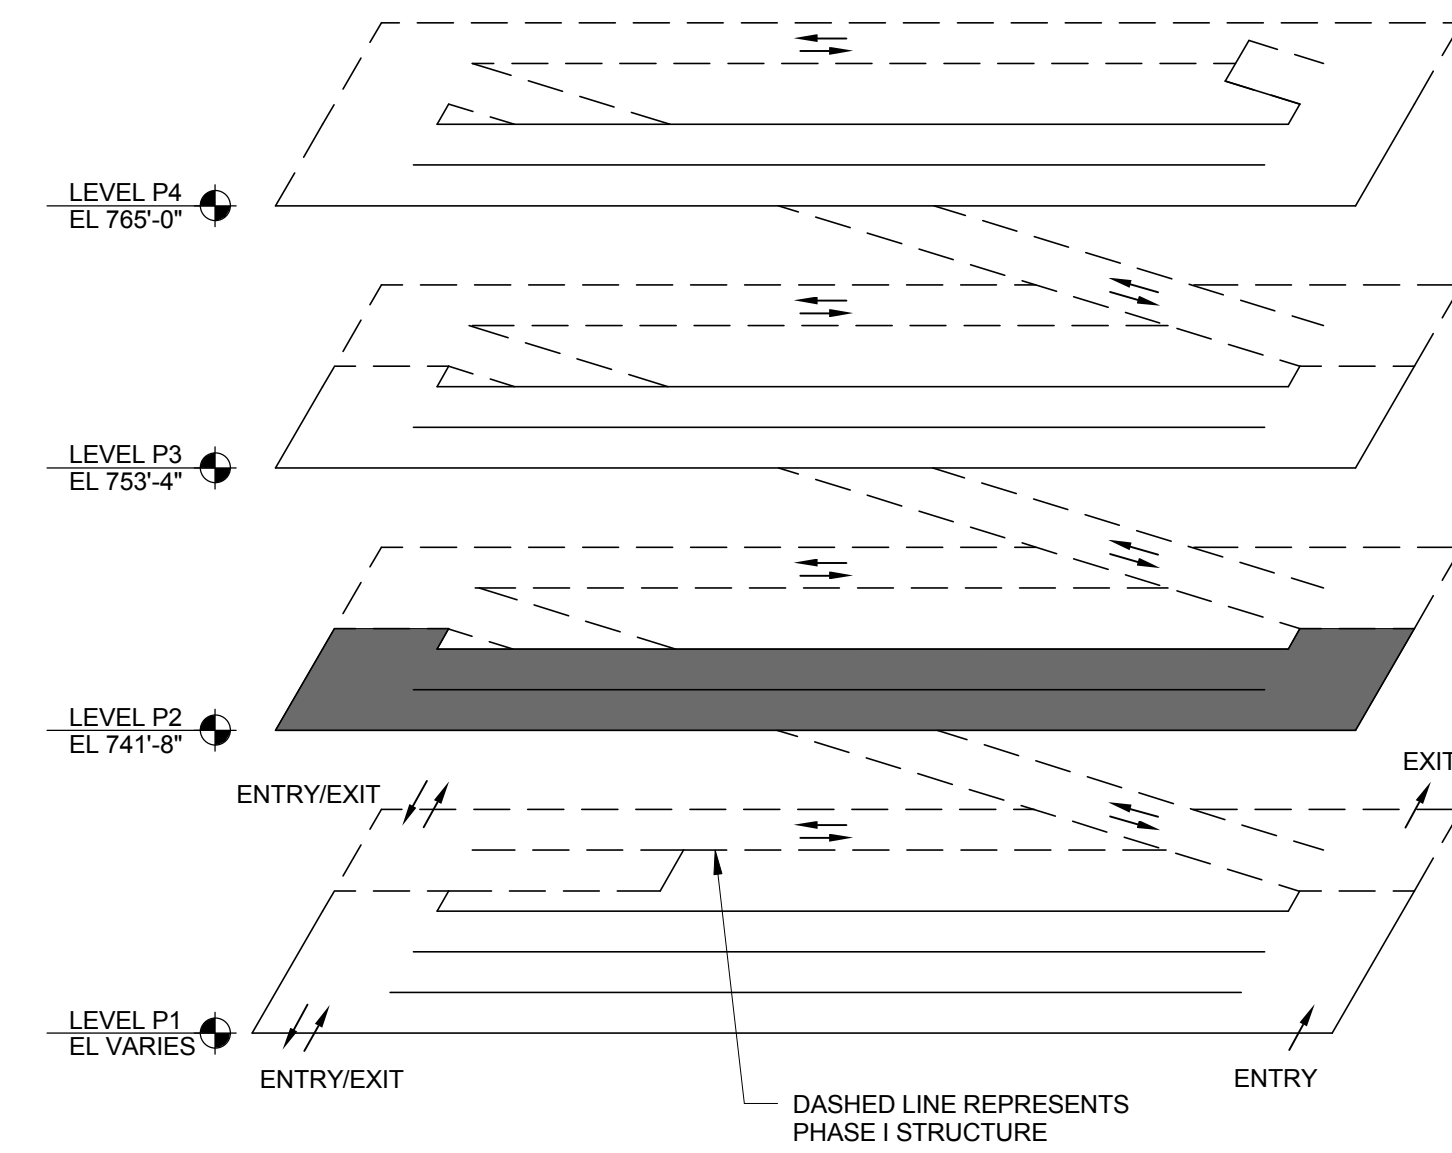 LEVEL P4
EL 765'-0"
LEVEL P3
EL 753'-4"
LEVEL P2
EL 741'-8"
EXIT
ENTRY/EXIT
LEVEL P1
EL VARIES
ENTRY/EXIT
ENTRY
DASHED LINE REPRESENTS
PHASE I STRUCTURE